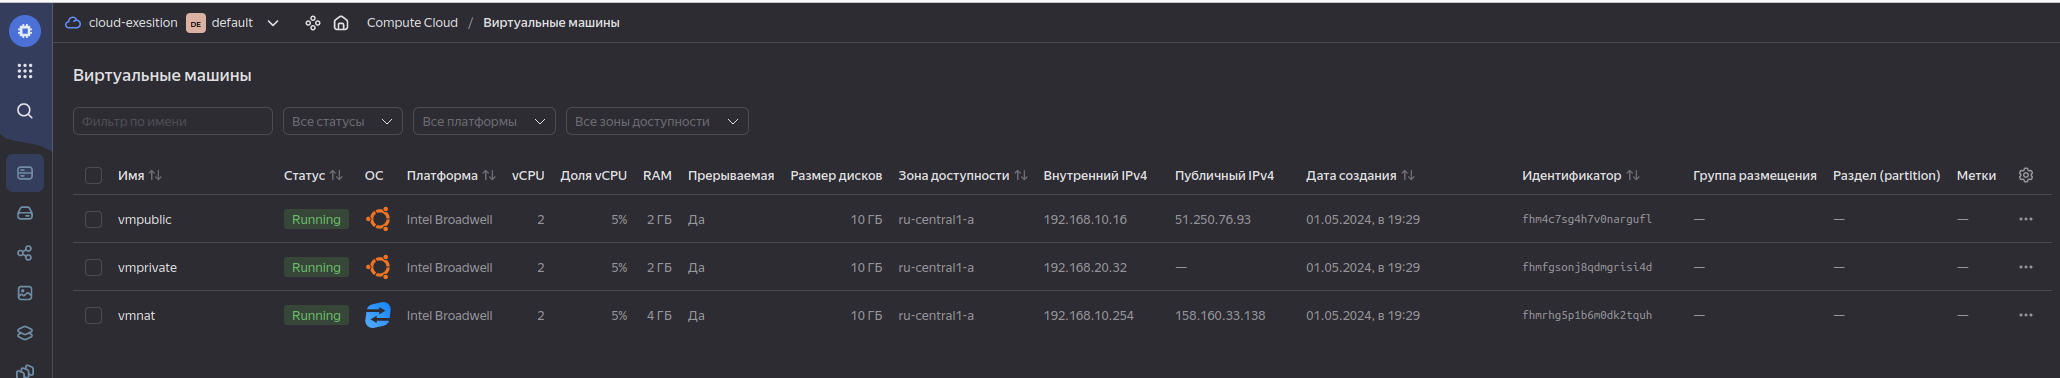 cloud-exesition DE default Compute Cloud / Виртуальные машины
Виртуальные машины
Фильтр по имени Все статусы Все платформы Все зоны доступности
Имя Статус ОС Платформа vCPU Доля vCPU RAM Прерываемая Размер дисков Зона доступности Внутренний IPv4 Публичный IPv4 Дата создания Идентификатор Группа размещения Раздел (partition) Метки
vmpublic Running Intel Broadwell 2 5% 2 ГБ Да 10 ГБ ru-central1-a 192.168.10.16 51.250.76.93 01.05.2024, в 19:29 fhm4c7sg4h7v0nargufl — — —
vmprivate Running Intel Broadwell 2 5% 2 ГБ Да 10 ГБ ru-central1-a 192.168.20.32 — 01.05.2024, в 19:29 fhmfgsonj8qdmgrisi4d — — —
vmnat Running Intel Broadwell 2 5% 4 ГБ Да 10 ГБ ru-central1-a 192.168.10.254 158.160.33.138 01.05.2024, в 19:29 fhmrhg5p1b6m0dk2tquh — — —